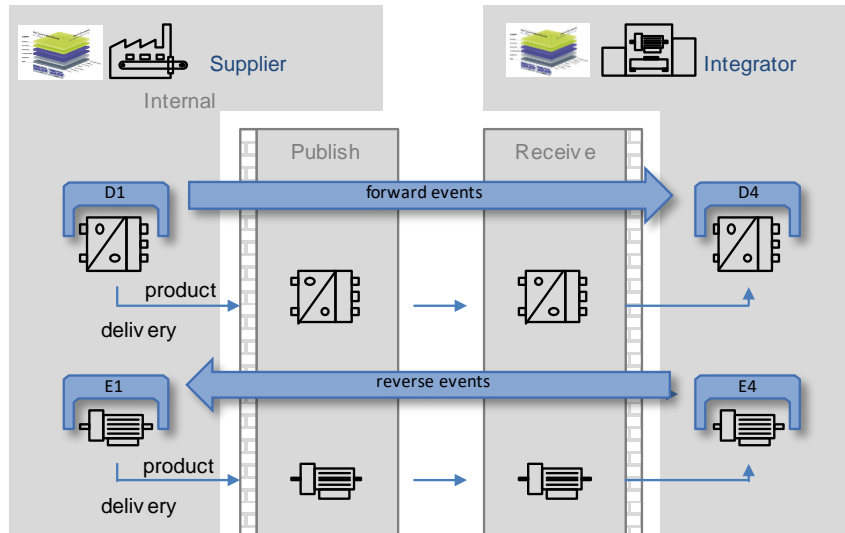 Supplier
Integrator
Internal
Publish
Receive
D1
forward events
D4
product
delivery
E1
reverse events
E4
product
delivery